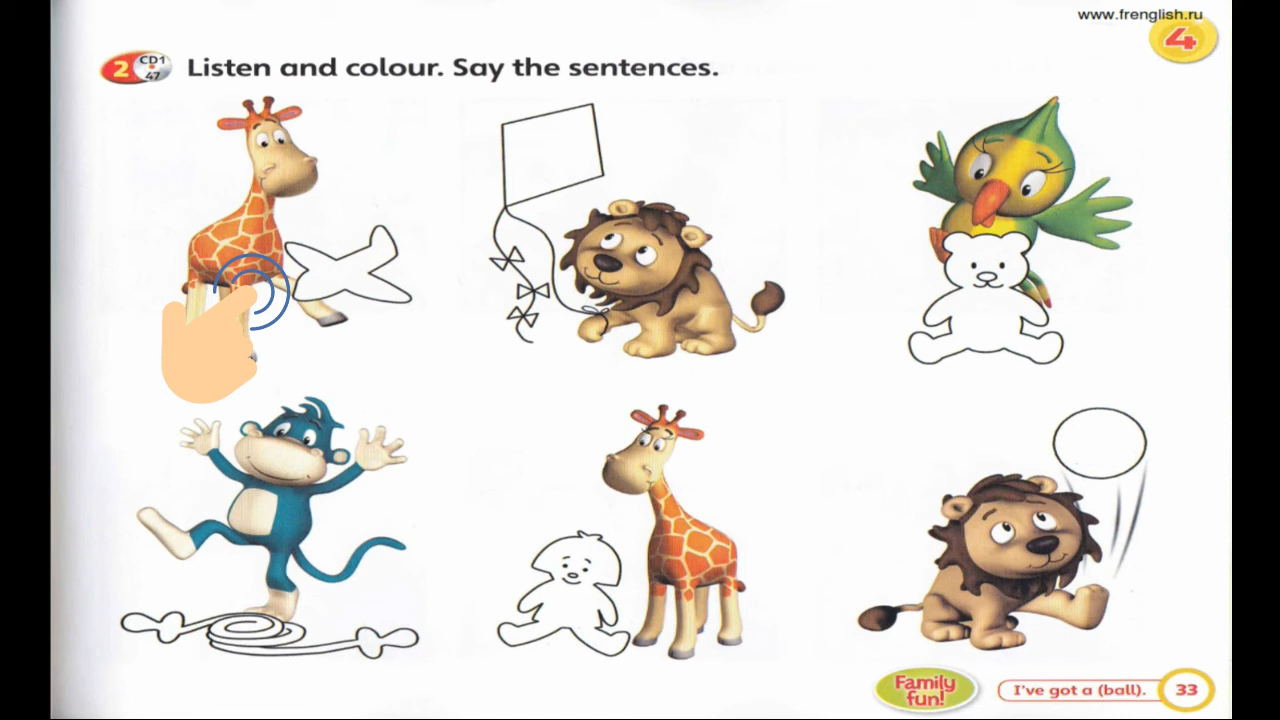 www.frenglish.ru
4
2 CD1 47 Listen and colour. Say the sentences.
Family fun!
I've got a (ball). 33